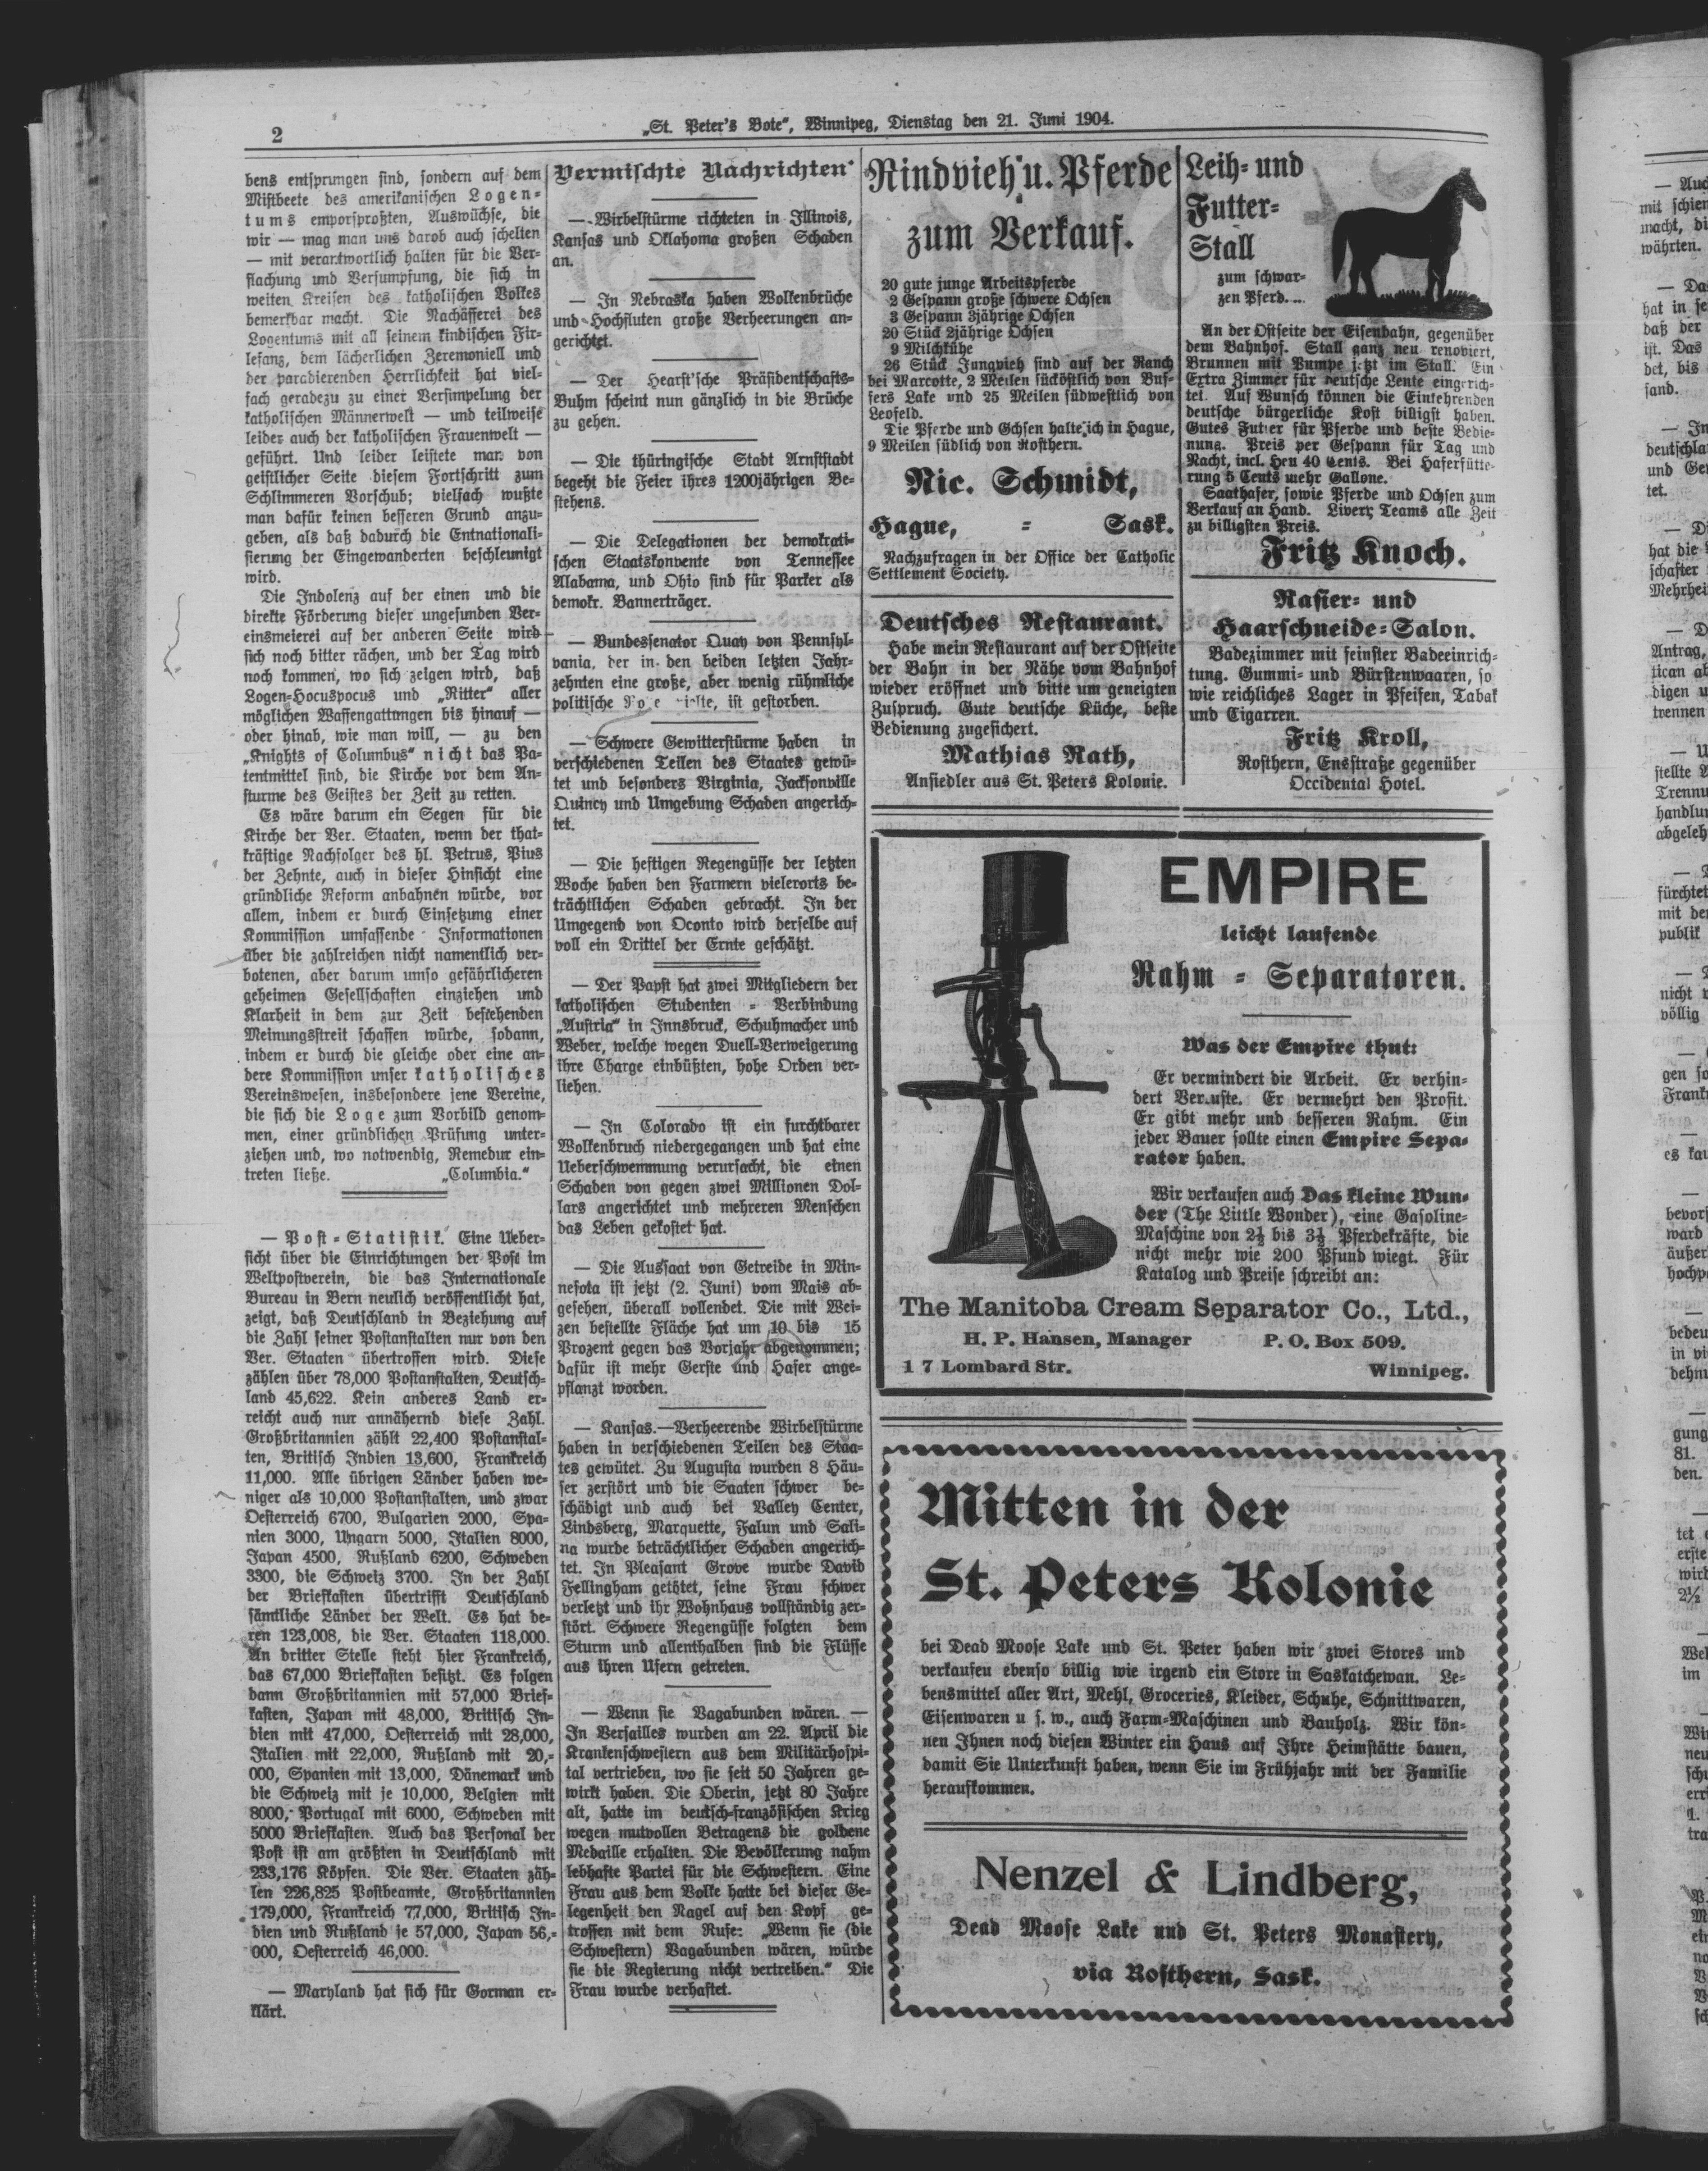 2
„St. Peter's Bote“, Winnipeg, Dienstag den 21. Juni 1904.
bens entsprungen sind, sondern auf dem
Mistbeete des amerikanischen Logen-
tums emporsproßten, Auswüchse, die
wir — mag man uns darob auch schelten
— mit verantwortlich halten für die Ver-
flachung und Versumpfung, die sich in
weiten Kreisen des katholischen Volkes
bemerkbar macht. Die Nachäfferei des
Logentums mit all seinem kindischen Fir-
lefanz, dem lächerlichen Zeremoniell und
der paradierenden Herrlichkeit hat viel-
fach geradezu zu einer Versimpelung der
katholischen Männerwelt — und teilweise
leider auch der katholischen Frauenwelt —
geführt. Und leider leistete man von
geistlicher Seite diesem Fortschritt zum
Schlimmeren Vorschub; vielfach wußte
man dafür keinen besseren Grund anzu-
geben, als daß dadurch die Entnationali-
sierung der Eingewanderten beschleunigt
wird.
Die Indolenz auf der einen und die
direkte Förderung dieser ungesunden Ver-
einsmeierei auf der anderen Seite wird
sich noch bitter rächen, und der Tag wird
noch kommen, wo sich zeigen wird, daß
Logen-Hocuspocus und „Ritter“ aller
möglichen Waffengattungen bis hinauf —
oder hinab, wie man will, — zu den
„Knights of Columbus“ nicht das Pa-
tentmittel sind, die Kirche vor dem An-
sturme des Geistes der Zeit zu retten.
Es wäre darum ein Segen für die
Kirche der Ver. Staaten, wenn der that-
kräftige Nachfolger des hl. Petrus, Pius
der Zehnte, auch in dieser Hinsicht eine
gründliche Reform anbahnen würde, vor
allem, indem er durch Einsetzung einer
Kommission umfassende Informationen
über die zahlreichen nicht namentlich ver-
botenen, aber darum umso gefährlicheren
geheimen Gesellschaften einziehen und
Klarheit in dem zur Zeit bestehenden
Meinungsstreit schaffen würde, sodann,
indem er durch die gleiche oder eine an-
dere Kommission unser katholisches
Vereinswesen, insbesondere jene Vereine,
die sich die Loge zum Vorbild genom-
men, einer gründlichen Prüfung unter-
ziehen und, wo notwendig, Remedur ein-
treten ließe. „Columbia.“
— Post-Statistik. Eine Ueber-
sicht über die Einrichtungen der Post im
Weltpostverein, die das Internationale
Bureau in Bern neulich veröffentlicht hat,
zeigt, daß Deutschland in Beziehung auf
die Zahl seiner Postanstalten nur von den
Ver. Staaten übertroffen wird. Diese
zählen über 78,000 Postanstalten, Deutsch-
land 45,622. Kein anderes Land er-
reicht auch nur annähernd diese Zahl.
Großbritannien zählt 22,400 Postanstal-
ten, Britisch Indien 13,600, Frankreich
11,000. Alle übrigen Länder haben we-
niger als 10,000 Postanstalten, und zwar
Oesterreich 6700, Bulgarien 2000, Spa-
nien 3000, Ungarn 5000, Italien 8000,
Japan 4500, Rußland 6200, Schweden
3300, die Schweiz 3700. In der Zahl
der Briefkasten übertrifft Deutschland
sämtliche Länder der Welt. Es hat de-
ren 123,008, die Ver. Staaten 118,000.
An dritter Stelle steht hier Frankreich,
das 67,000 Briefkasten besitzt. Es folgen
dann Großbritannien mit 57,000 Brief-
kasten, Japan mit 48,000, Britisch In-
dien mit 47,000, Oesterreich mit 28,000,
Italien mit 22,000, Rußland mit 20,-
000, Spanien mit 13,000, Dänemark und
die Schweiz mit je 10,000, Belgien mit
8000, Portugal mit 6000, Schweden mit
5000 Briefkasten. Auch das Personal der
Post ist am größten in Deutschland mit
233,176 Köpfen. Die Ver. Staaten zäh-
len 226,825 Postbeamte, Großbritannien
179,000, Frankreich 77,000, Britisch In-
dien und Rußland je 57,000, Japan 56,-
000, Oesterreich 46,000.
— Maryland hat sich für Gorman er-
klärt.
Vermischte Nachrichten
— Wirbelstürme richteten in Illinois,
Kansas und Oklahoma großen Schaden
an.
— In Nebraska haben Wolkenbrüche
und Hochfluten große Verheerungen an-
gerichtet.
— Der Hearst'sche Präsidentschafts-
Buhm scheint nun gänzlich in die Brüche
zu gehen.
— Die thüringische Stadt Arnststadt
begeht die Feier ihres 1200jährigen Be-
stehens.
— Die Delegationen der demokrati-
schen Staatskonvente von Tennessee
Alabama, und Ohio sind für Parker als
demokr. Bannerträger.
— Bundessenator Quay von Pennsyl-
vania, der in den beiden letzten Jahr-
zehnten eine große, aber wenig rühmliche
politische ist gestorben.
— Schwere Gewitterstürme haben in
verschiedenen Teilen des Staates gewü-
tet und besonders Virginia, Jacksonville
Quincy und Umgebung Schaden angerich-
tet.
— Die heftigen Regengüsse der letzten
Woche haben den Farmern vielerorts be-
trächtlichen Schaden gebracht. In der
Umgegend von Oconto wird derselbe auf
voll ein Drittel der Ernte geschätzt.
— Der Papst hat zwei Mitgliedern der
katholischen Studenten-Verbindung
„Austria“ in Innsbruck, Schuhmacher und
Weber, welche wegen Duell-Verweigerung
ihre Charge einbüßten, hohe Orden ver-
liehen.
— In Colorado ist ein furchtbarer
Wolkenbruch niedergegangen und hat eine
Ueberschwemmung verursacht, die einen
Schaden von gegen zwei Millionen Dol-
lars angerichtet und mehreren Menschen
das Leben gekostet hat.
— Die Aussaat von Getreide in Min-
nesota ist jetzt (2. Juni) vom Mais ab-
gesehen, überall vollendet. Die mit Wei-
zen bestellte Fläche hat um 10 bis 15
Prozent gegen das Vorjahr abgenommen;
dafür ist mehr Gerste und Hafer ange-
pflanzt worden.
— Kansas.—Verheerende Wirbelstürme
haben in verschiedenen Teilen des Staa-
tes gewütet. Zu Augusta wurden 8 Häu-
ser zerstört und die Saaten schwer be-
schädigt und auch bei Valley Center,
Lindsberg, Marquette, Falun und Sali-
na wurde beträchtlicher Schaden angerich-
tet. In Pleasant Grove wurde David
Fellingham getötet, seine Frau schwer
verletzt und ihr Wohnhaus vollständig zer-
stört. Schwere Regengüsse folgten dem
Sturm und allenthalben sind die Flüsse
aus ihren Ufern getreten.
— Wenn sie Vagabunden wären. —
In Versailles wurden am 22. April die
Krankenschwestern aus dem Militärhospi-
tal vertrieben, wo sie seit 50 Jahren ge-
wirkt haben. Die Oberin, jetzt 80 Jahre
alt, hatte im deutsch-französischen Krieg
wegen mutvollen Betragens die goldene
Medaille erhalten. Die Bevölkerung nahm
lebhafte Partei für die Schwestern. Eine
Frau aus dem Volke hatte bei dieser Ge-
legenheit den Nagel auf den Kopf ge-
troffen mit dem Rufe: „Wenn sie (die
Schwestern) Vagabunden wären, würde
sie die Regierung nicht vertreiben.“ Die
Frau wurde verhaftet.
Rindvieh u. Pferde
zum Verkauf.
20 gute junge Arbeitspferde
2 Gespann große schwere Ochsen
3 Gespann 3jährige Ochsen
20 Stück 2jährige Ochsen
9 Milchkühe
26 Stück Jungvieh sind auf der Ranch
bei Marcotte, 2 Meilen südöstlich von Buf-
fers Lake und 25 Meilen südwestlich von
Leofeld.
Die Pferde und Ochsen halte ich in Hague,
9 Meilen südlich von Rosthern.
Nic. Schmidt,
Hague, - Sask.
Nachzufragen in der Office der Catholic
Settlement Society.
Deutsches Restaurant.
Habe mein Restaurant auf der Ostseite
der Bahn in der Nähe vom Bahnhof
wieder eröffnet und bitte um geneigten
Zuspruch. Gute deutsche Küche, beste
Bedienung zugesichert.
Mathias Rath,
Ansiedler aus St. Peters Kolonie.
Leih- und
Futter-
Stall
zum schwar-
zen Pferd....
An der Ostseite der Eisenbahn, gegenüber
dem Bahnhof. Stall ganz neu renoviert,
Brunnen mit Pumpe jetzt im Stall. Ein
Extra Zimmer für deutsche Leute eingerich-
tet. Auf Wunsch können die Einkehrenden
deutsche bürgerliche Kost billigst haben.
Gutes Futter für Pferde und beste Bedie-
nung. Preis per Gespann für Tag und
Nacht, incl. Heu 40 Cents. Bei Haferfütte-
rung 5 Cents mehr Gallone.
Saathafer, sowie Pferde und Ochsen zum
Verkauf an Hand. Livery Teams alle Zeit
zu billigsten Preis.
Fritz Knoch.
Rasier- und
Haarschneide-Salon.
Badezimmer mit feinster Badeeinrich-
tung. Gummi- und Bürstenwaaren, so
wie reichliches Lager in Pfeifen, Tabak
und Cigarren.
Fritz Kroll,
Rosthern, Ensstraße gegenüber
Occidental Hotel.
EMPIRE
leicht laufende
Rahm - Separatoren.
Was der Empire thut:
Er vermindert die Arbeit. Er verhin-
dert Verluste. Er vermehrt den Profit.
Er gibt mehr und besseren Rahm. Ein
jeder Bauer sollte einen Empire Sepa-
rator haben.
Wir verkaufen auch Das kleine Wun-
der (The Little Wonder), eine Gasoline-
Maschine von 2½ bis 3½ Pferdekräfte, die
nicht mehr wie 200 Pfund wiegt. Für
Katalog und Preise schreibt an:
The Manitoba Cream Separator Co., Ltd.,
H. P. Hansen, Manager P. O. Box 509.
1 7 Lombard Str. Winnipeg.
Mitten in der
St. Peters Kolonie
bei Dead Moose Lake und St. Peter haben wir zwei Stores und
verkaufen ebenso billig wie irgend ein Store in Saskatchewan. Le-
bensmittel aller Art, Mehl, Groceries, Kleider, Schuhe, Schnittwaren,
Eisenwaren u s. w., auch Farm-Maschinen und Bauholz. Wir kön-
nen Ihnen noch diesen Winter ein Haus auf Ihre Heimstätte bauen,
damit Sie Unterkunft haben, wenn Sie im Frühjahr mit der Familie
heraufkommen.
Nenzel & Lindberg,
Dead Moose Lake und St. Peters Monastery,
via Rosthern, Sask.